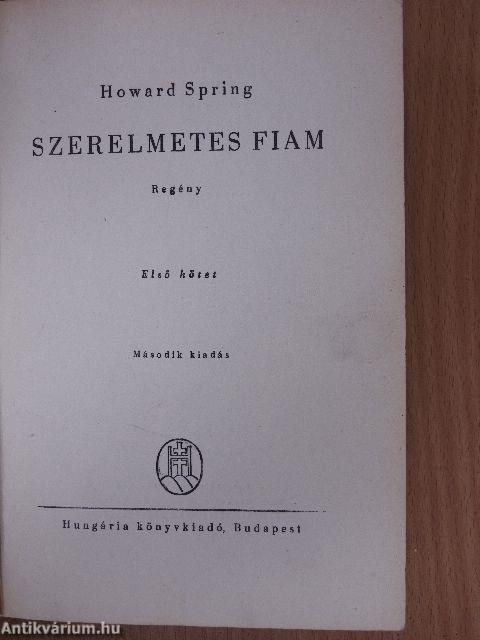 Howard Spring
SZERELMETES FIAM
Regény
Első kötet
Második kiadás
Hungária könyvkiadó, Budapest
Antikvárium.hu